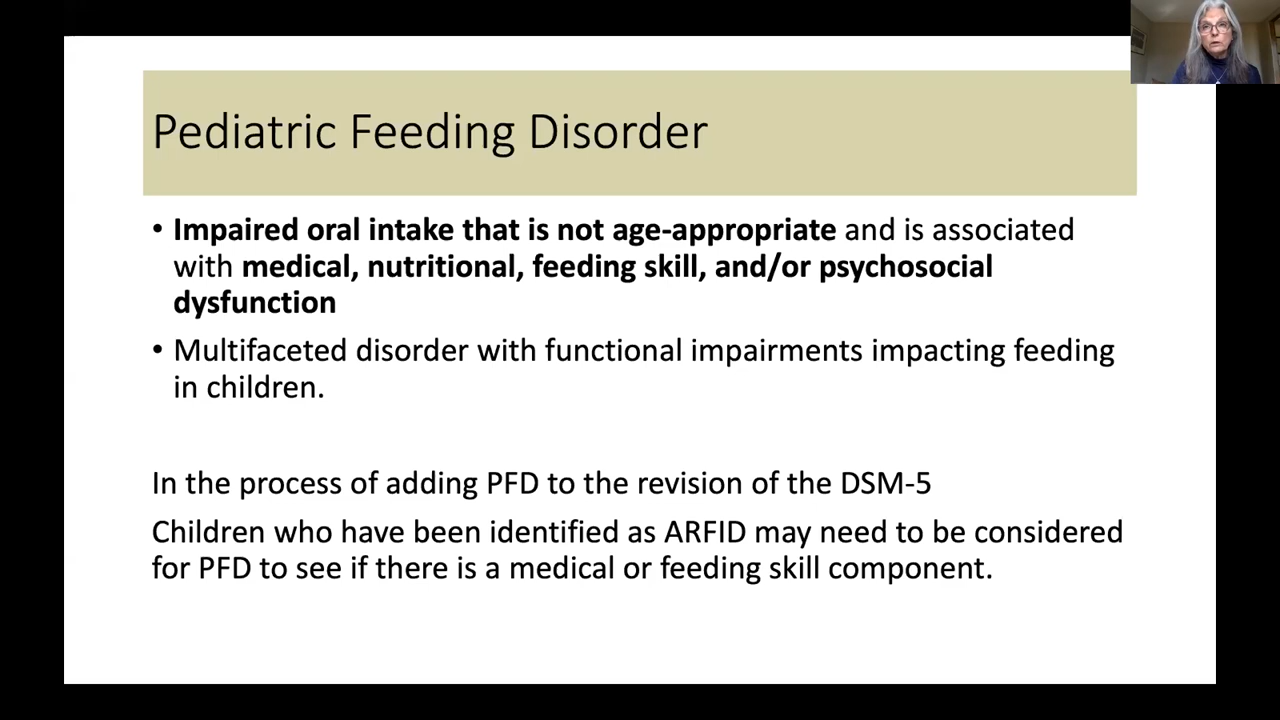 Pediatric Feeding Disorder
• Impaired oral intake that is not age-appropriate and is associated
with medical, nutritional, feeding skill, and/or psychosocial
dysfunction
• Multifaceted disorder with functional impairments impacting feeding
in children.
In the process of adding PFD to the revision of the DSM-5
Children who have been identified as ARFID may need to be considered
for PFD to see if there is a medical or feeding skill component.